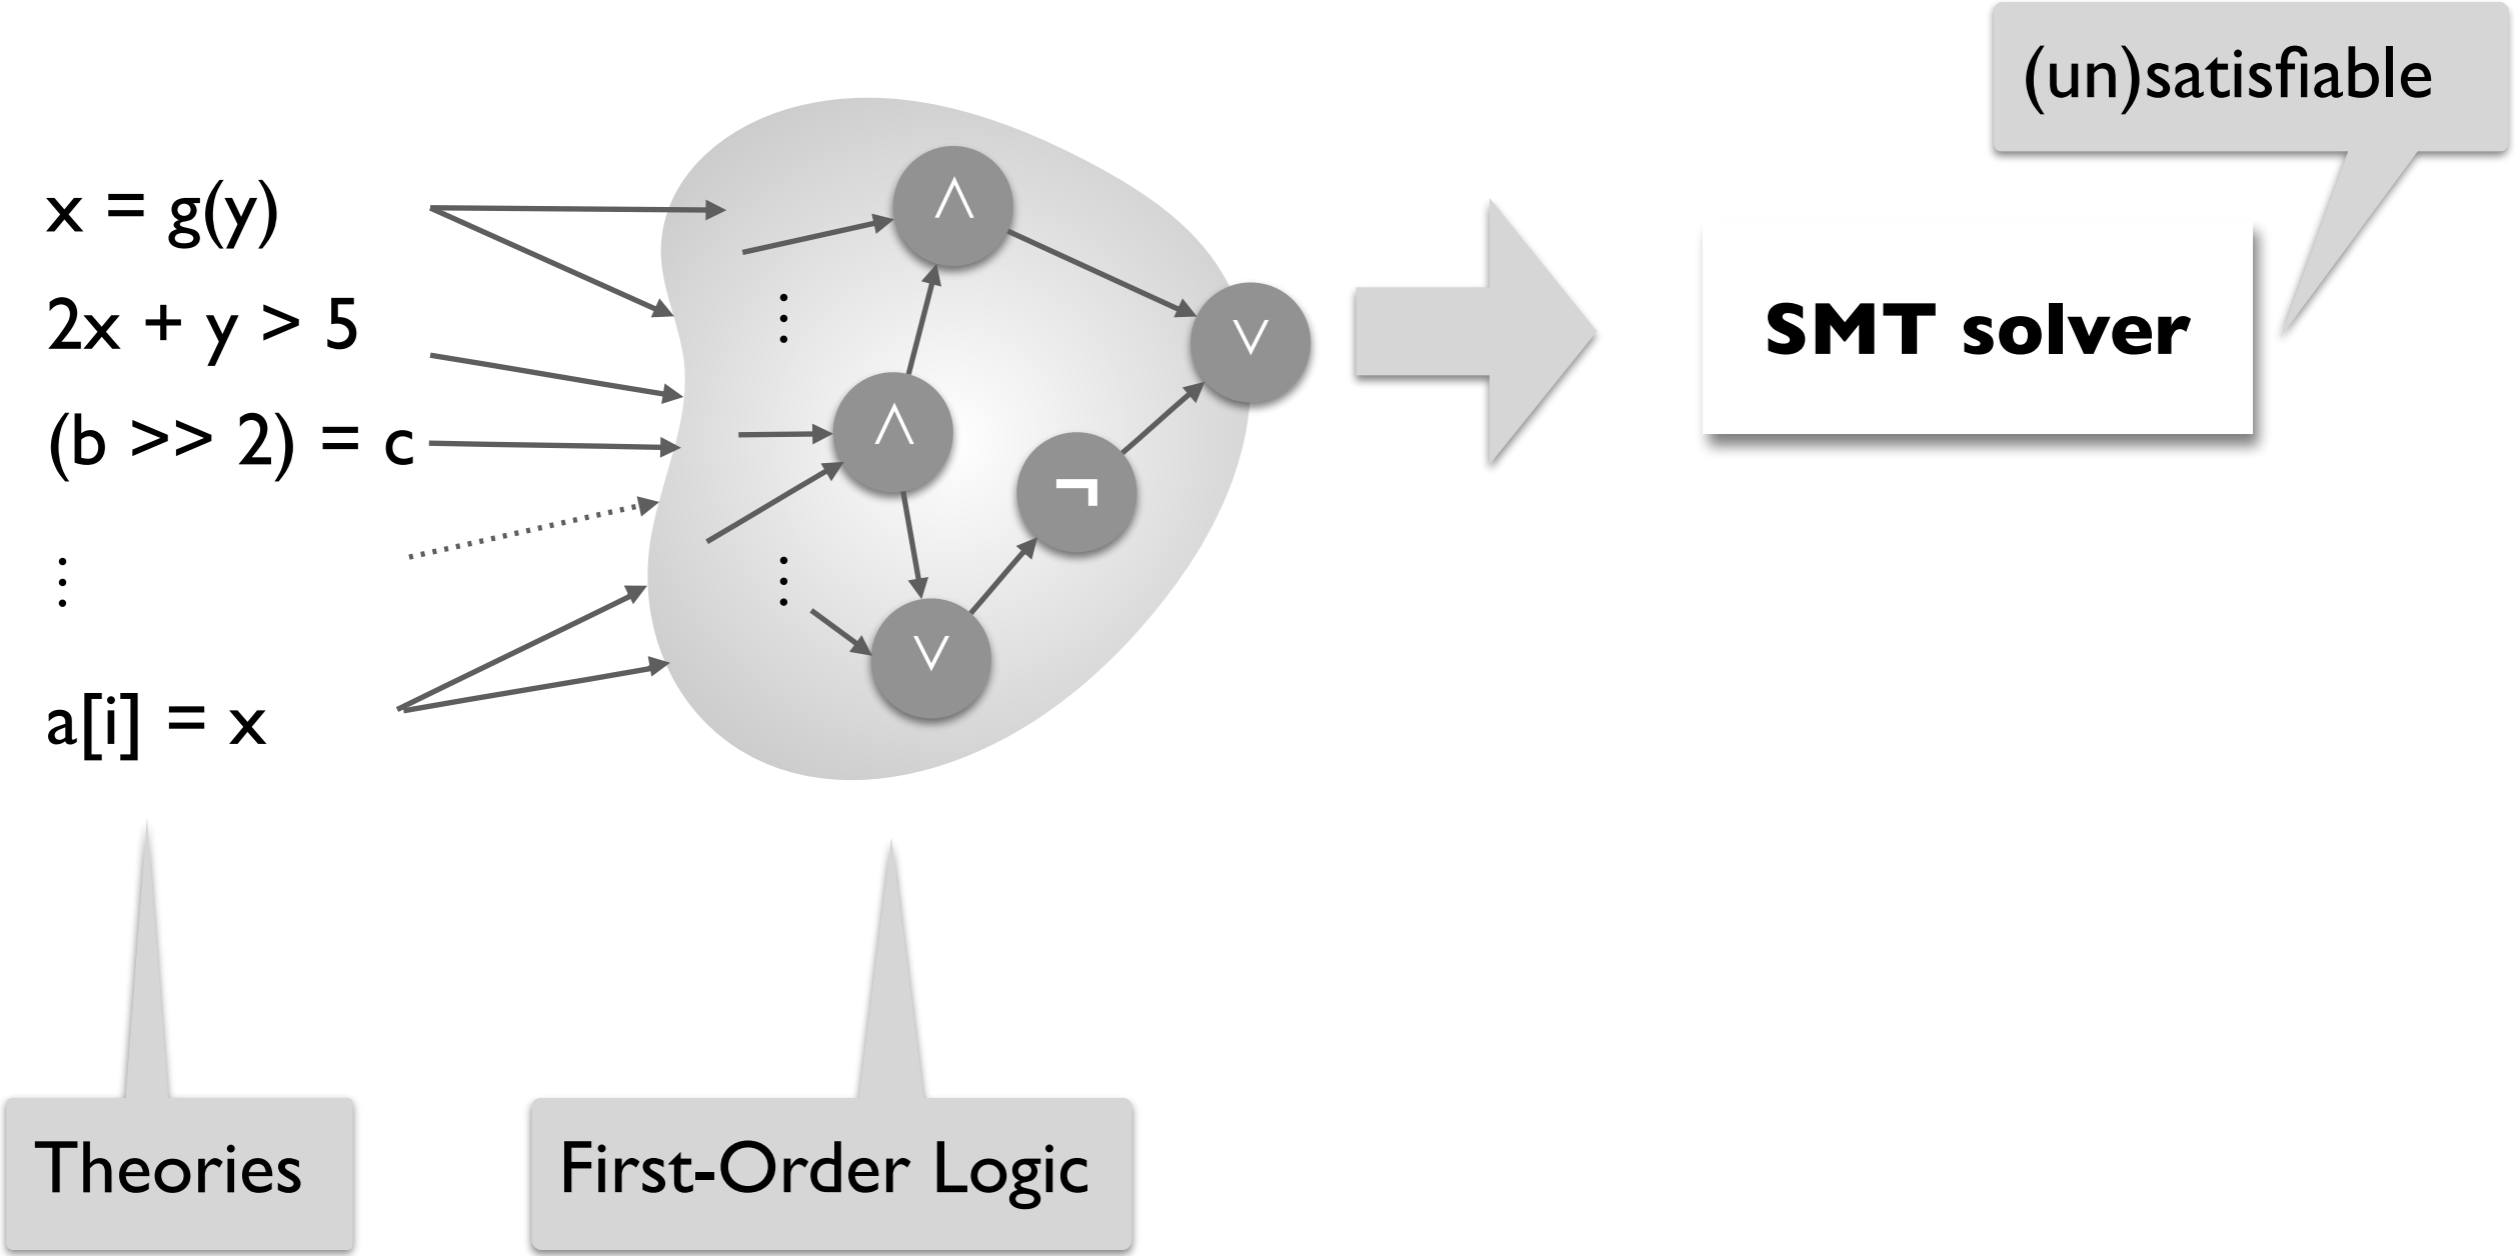 (un)satisfiable
x = g(y)
2x + y > 5
(b >> 2) = c
⋮
a[i] = x
∧
⋮
∧
¬
⋮
∨
∨
SMT solver
Theories
First-Order Logic